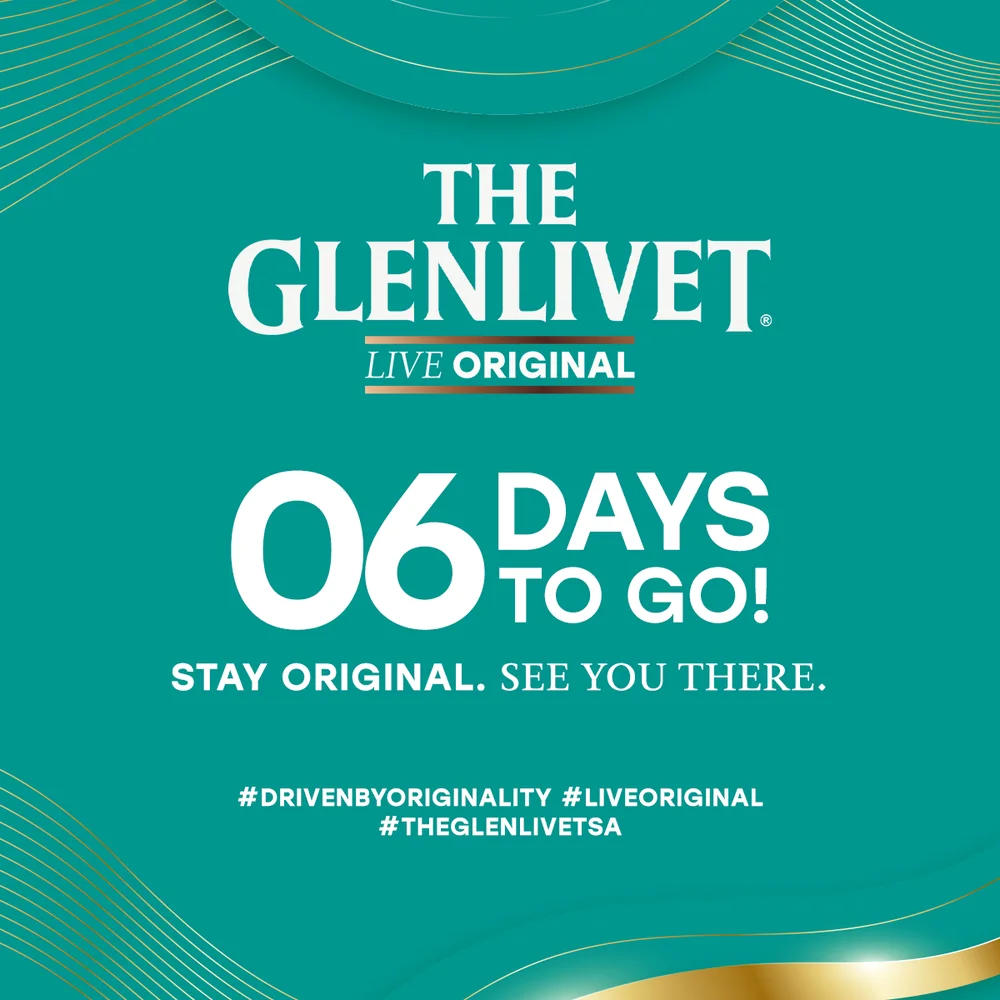 THE
GLENLIVET®
LIVE ORIGINAL
06 DAYS
TO GO!
STAY ORIGINAL. SEE YOU THERE.
#DRIVENBYORIGINALITY #LIVEORIGINAL
#THEGLENLIVETSA